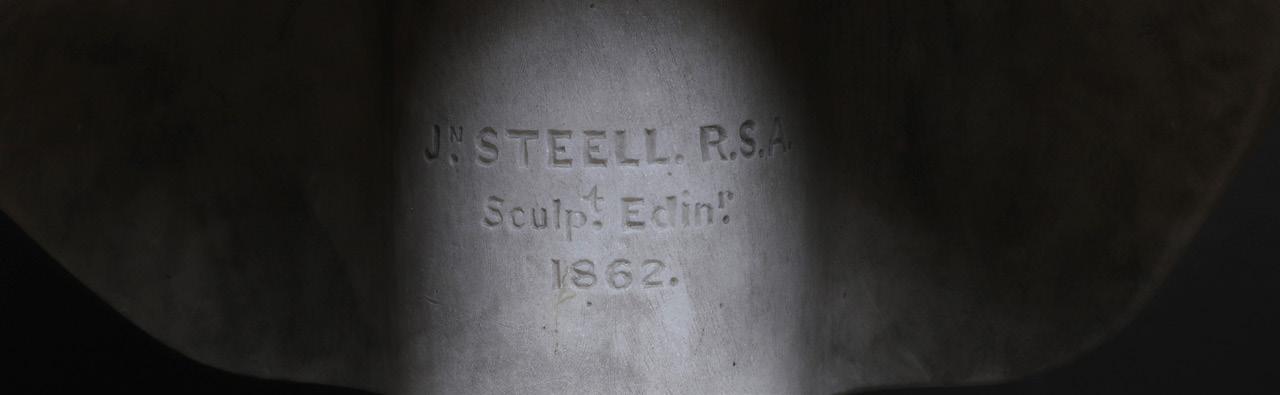 Jᴺ. STEELL. R.S.A.
Sculpᵗ. Edinʳ.
1862.